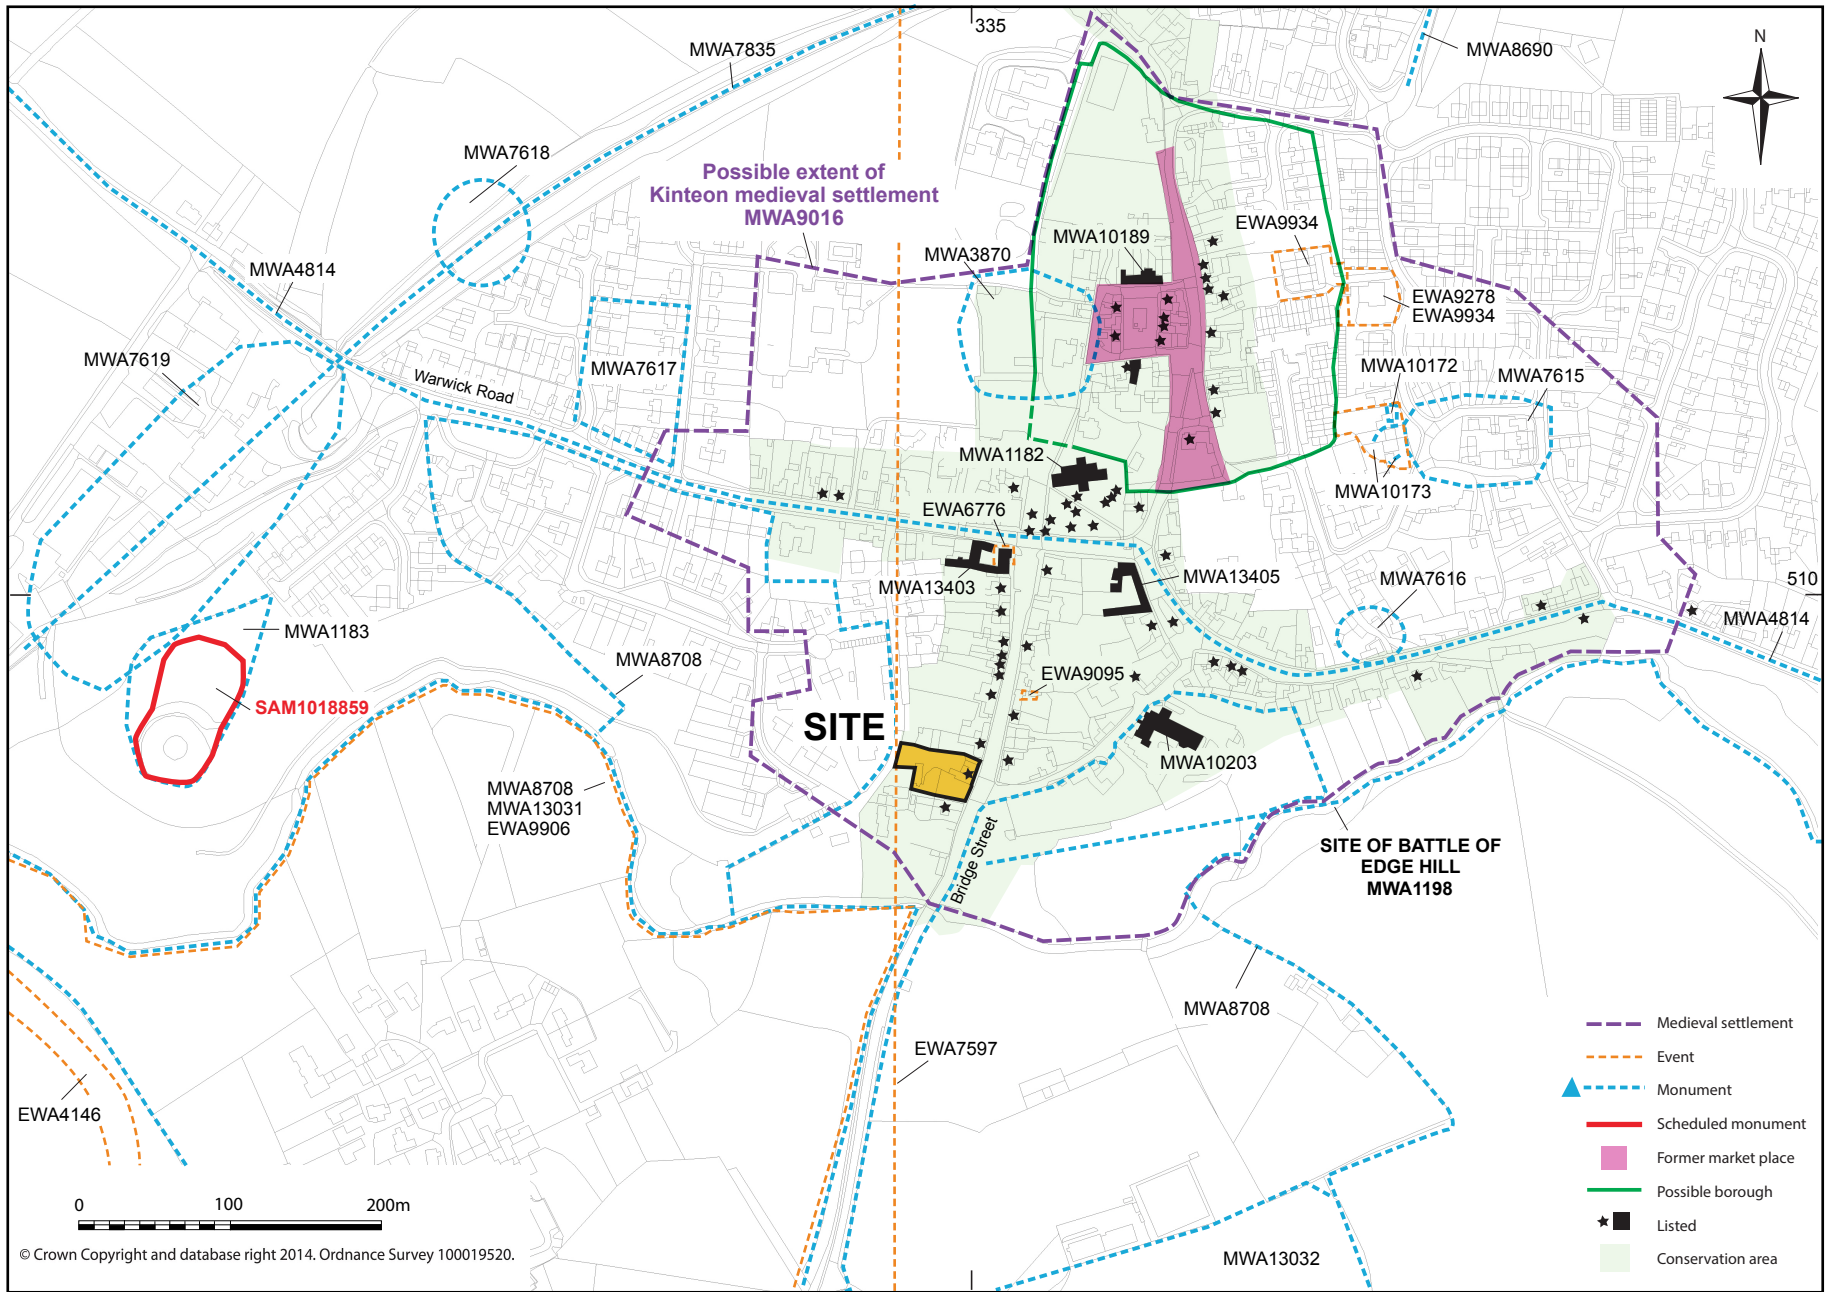 335
N
MWA7835
MWA8690
MWA7618
Possible extent of
Kinteon medieval settlement
MWA9016
MWA10189
EWA9934
MWA3870
MWA4814
EWA9278
EWA9934
MWA7619
MWA7617
Warwick Road
MWA10172
MWA7615
MWA1182
MWA10173
EWA6776
MWA13403
MWA13405
MWA7616
510
MWA4814
MWA1183
MWA8708
EWA9095
SAM1018859
SITE
MWA10203
MWA8708
MWA13031
EWA9906
Bridge Street
SITE OF BATTLE OF
EDGE HILL
MWA1198
MWA8708
EWA7597
EWA4146
Medieval settlement
Event
Monument
Scheduled monument
Former market place
Possible borough
Listed
Conservation area
0 100 200m
© Crown Copyright and database right 2014. Ordnance Survey 100019520.
MWA13032